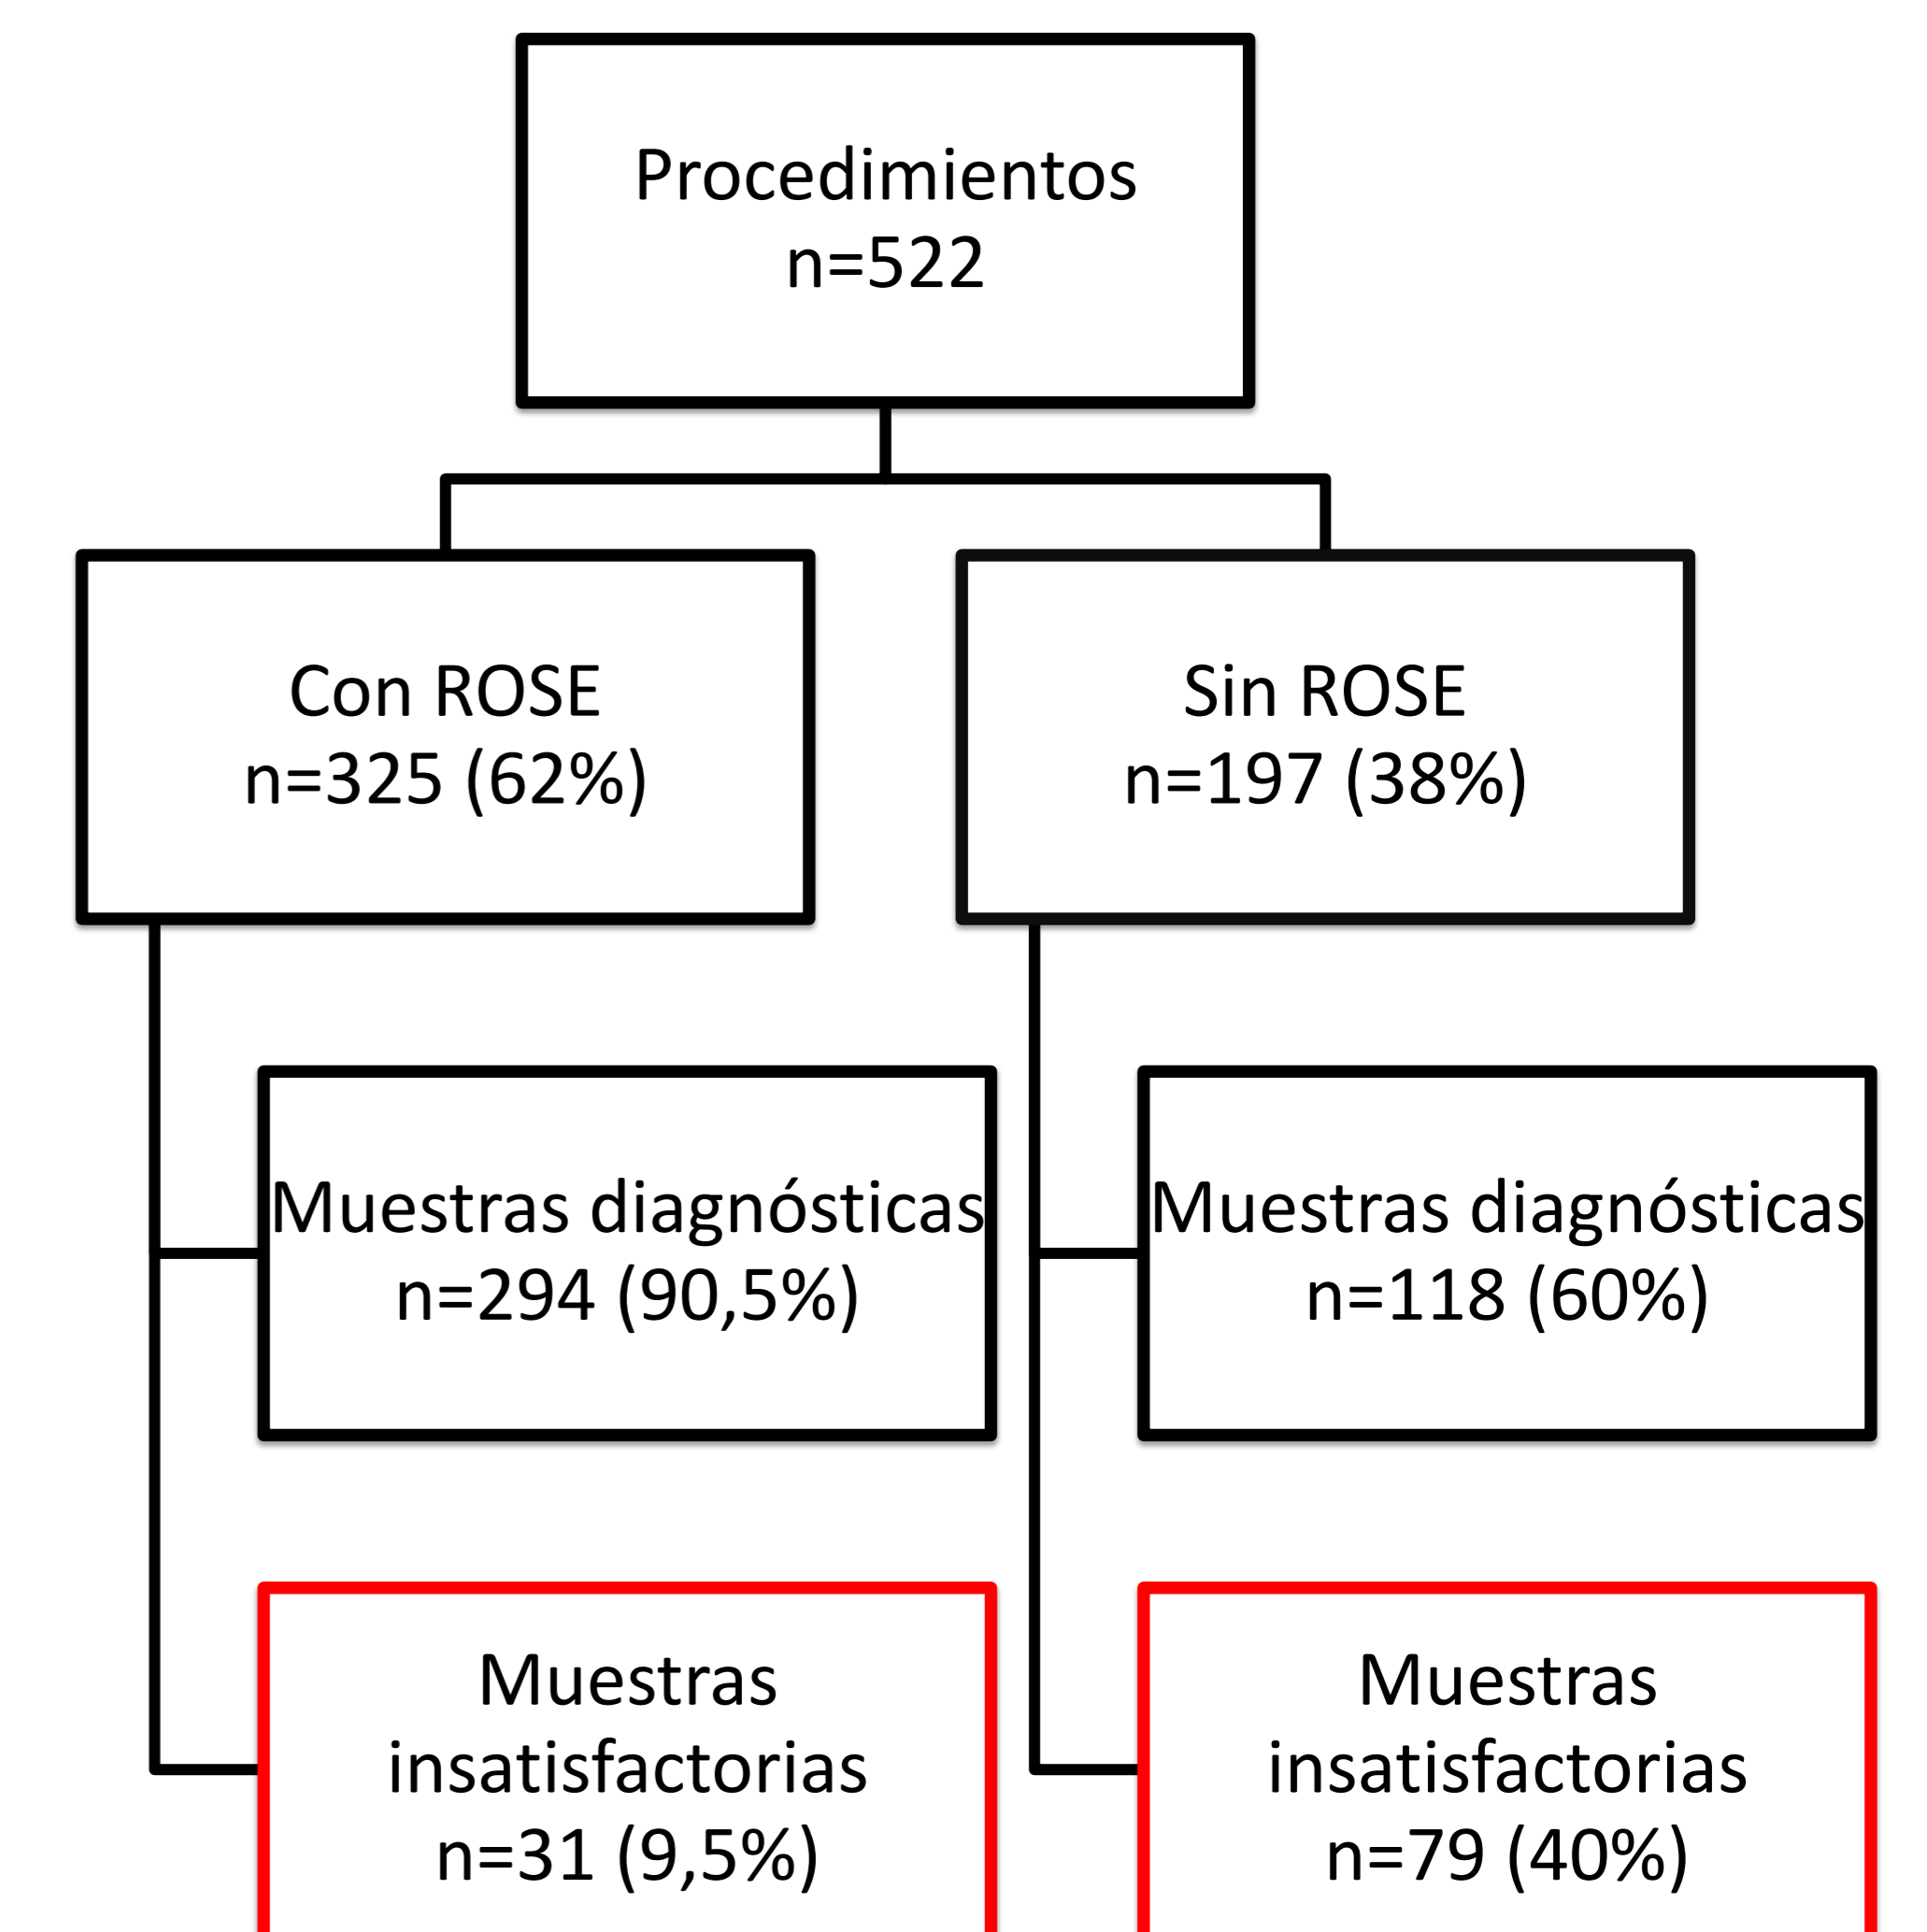 Procedimientos
n=522
Con ROSE
n=325 (62%)
Sin ROSE
n=197 (38%)
Muestras diagnósticas
n=294 (90,5%)
Muestras diagnósticas
n=118 (60%)
Muestras
insatisfactorias
n=31 (9,5%)
Muestras
insatisfactorias
n=79 (40%)